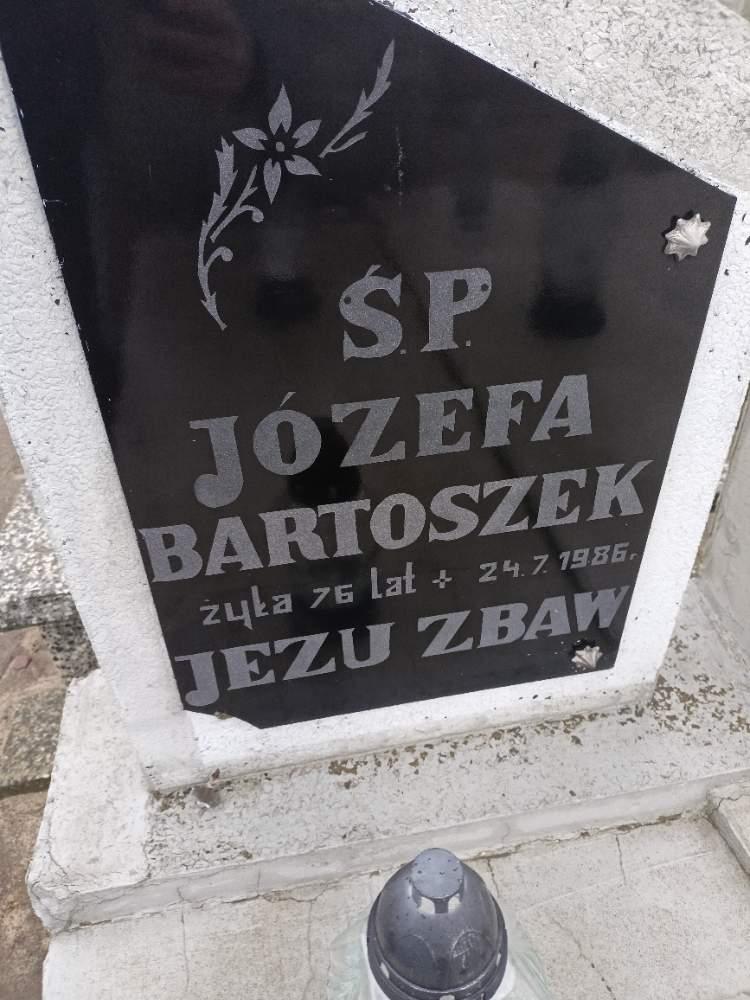 Ś.P.
JÓZEFA
BARTOSZEK
żyła 76 lat + 24.7.1986.
JEZU ZBAW